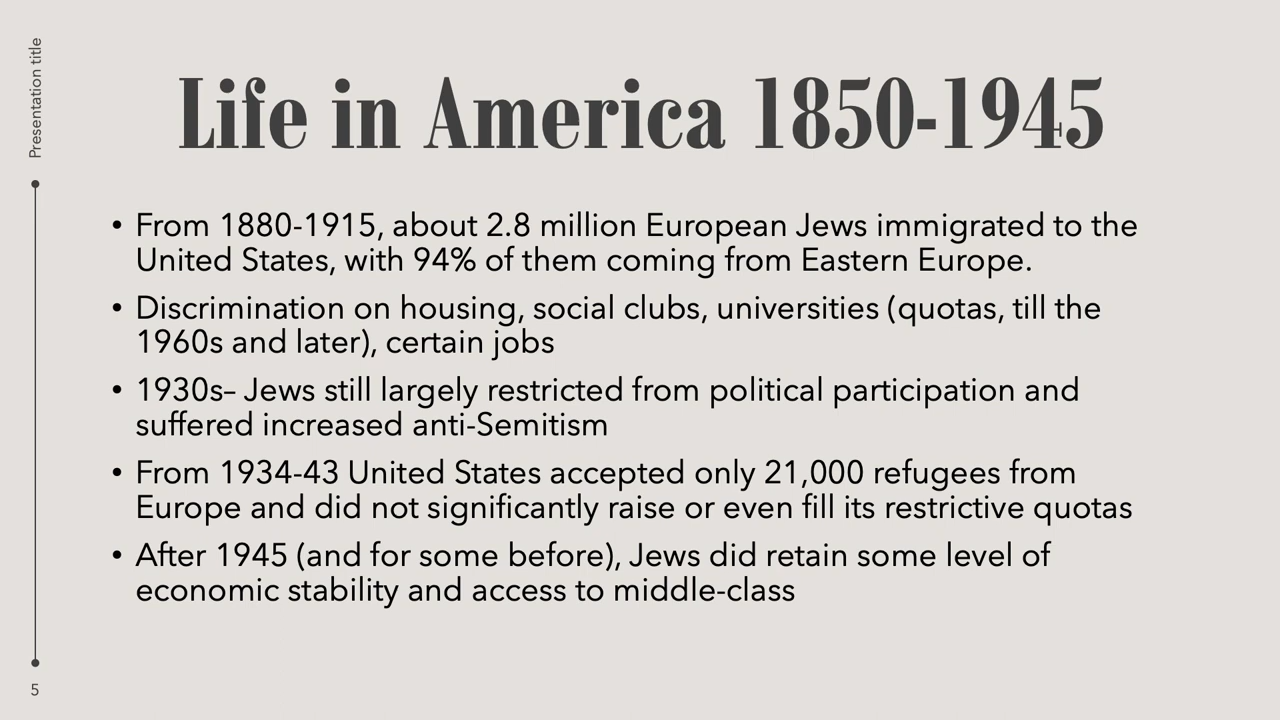 Presentation title
Life in America 1850-1945
• From 1880-1915, about 2.8 million European Jews immigrated to the
United States, with 94% of them coming from Eastern Europe.
• Discrimination on housing, social clubs, universities (quotas, till the
1960s and later), certain jobs
• 1930s– Jews still largely restricted from political participation and
suffered increased anti-Semitism
• From 1934-43 United States accepted only 21,000 refugees from
Europe and did not significantly raise or even fill its restrictive quotas
• After 1945 (and for some before), Jews did retain some level of
economic stability and access to middle-class
5